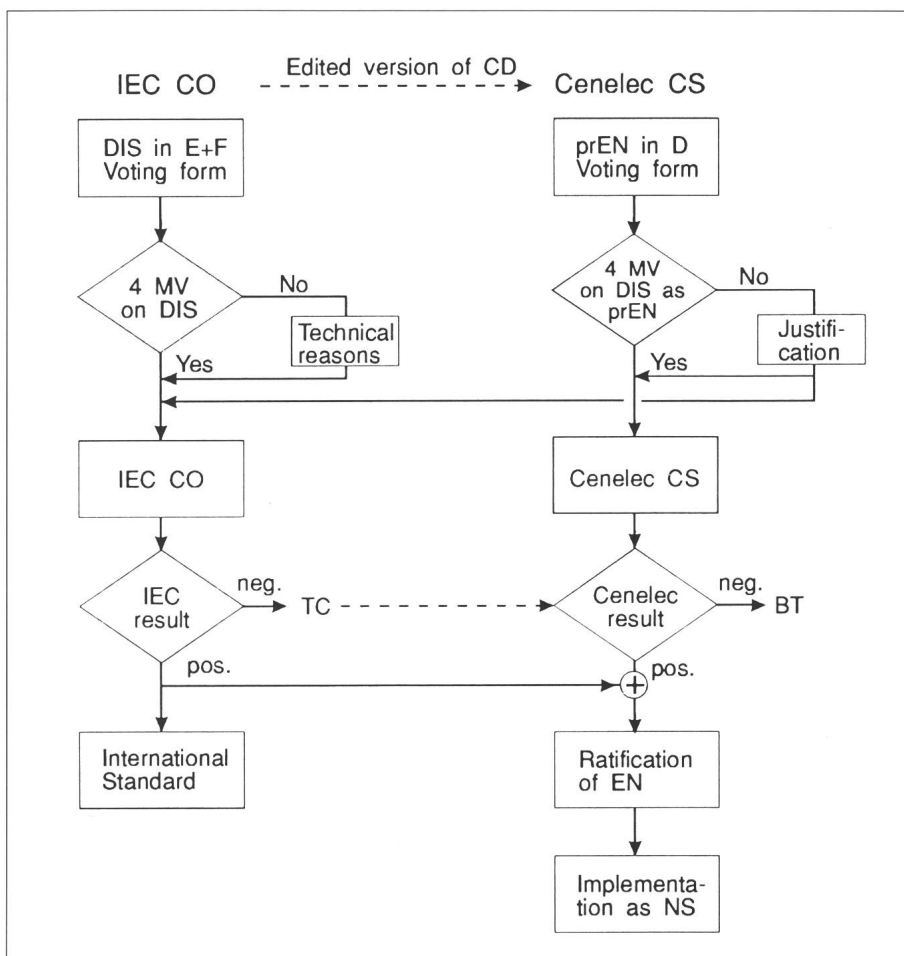 Edited version of CD
IEC CO
Cenelec CS
DIS in E+F
Voting form
prEN in D
Voting form
4 MV
on DIS
No
Technical
reasons
Yes
4 MV
on DIS as
prEN
No
Justifi-
cation
Yes
IEC CO
Cenelec CS
IEC
result
neg.
TC
pos.
Cenelec
result
neg.
BT
pos.
+
International
Standard
Ratification
of EN
Implementa-
tion as NS